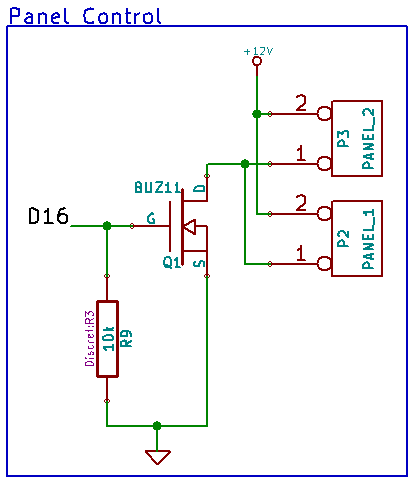 Panel Control
+12V
2
P3
PANEL_2
1
BUZ11
D
D16
G
Q1
S
2
P2
PANEL_1
1
Discret:R3
10k
R9